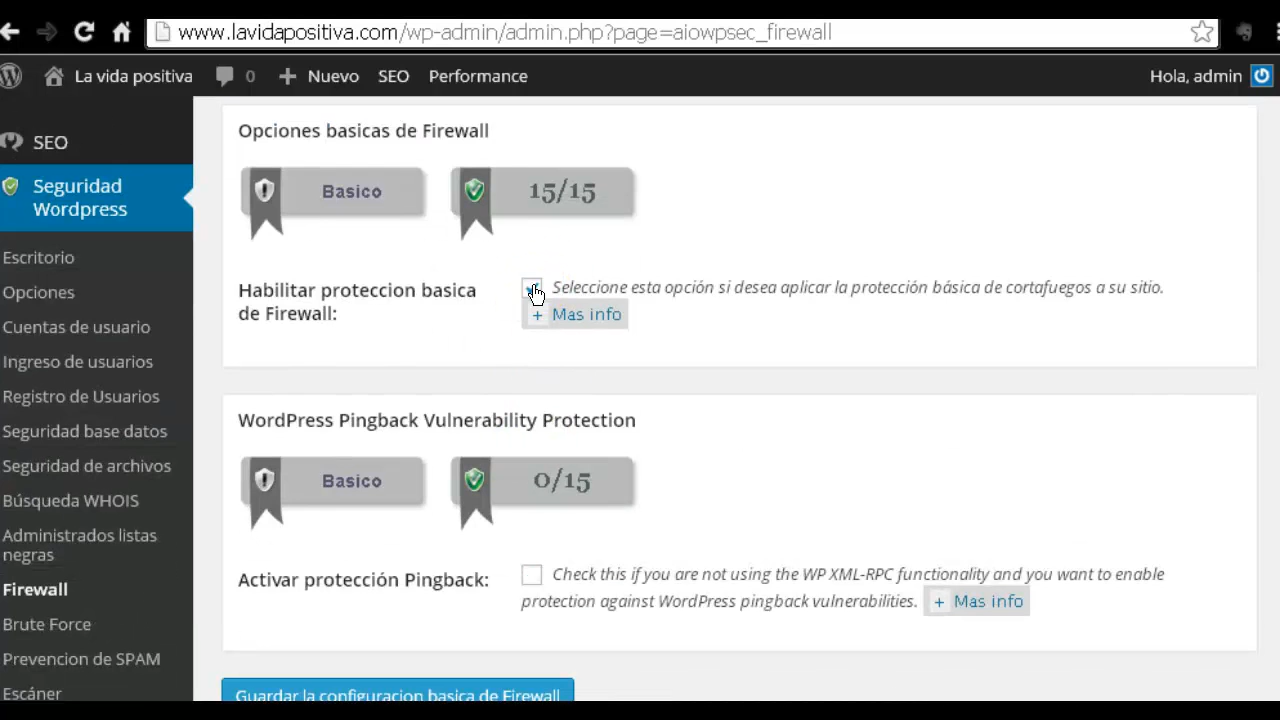 www.lavidapositiva.com/wp-admin/admin.php?page=aiowpsec_firewall
La vida positiva 0 + Nuevo SEO Performance Hola, admin
SEO
Seguridad
Wordpress
Escritorio
Opciones
Cuentas de usuario
Ingreso de usuarios
Registro de Usuarios
Seguridad base datos
Seguridad de archivos
Búsqueda WHOIS
Administrados listas
negras
Firewall
Brute Force
Prevencion de SPAM
Escáner
Opciones basicas de Firewall
Basico 15/15
Habilitar proteccion basica
de Firewall:
Seleccione esta opción si desea aplicar la protección básica de cortafuegos a su sitio.
+ Mas info
WordPress Pingback Vulnerability Protection
Basico 0/15
Activar protección Pingback:
Check this if you are not using the WP XML-RPC functionality and you want to enable
protection against WordPress pingback vulnerabilities. + Mas info
Guardar la configuracion basica de Firewall